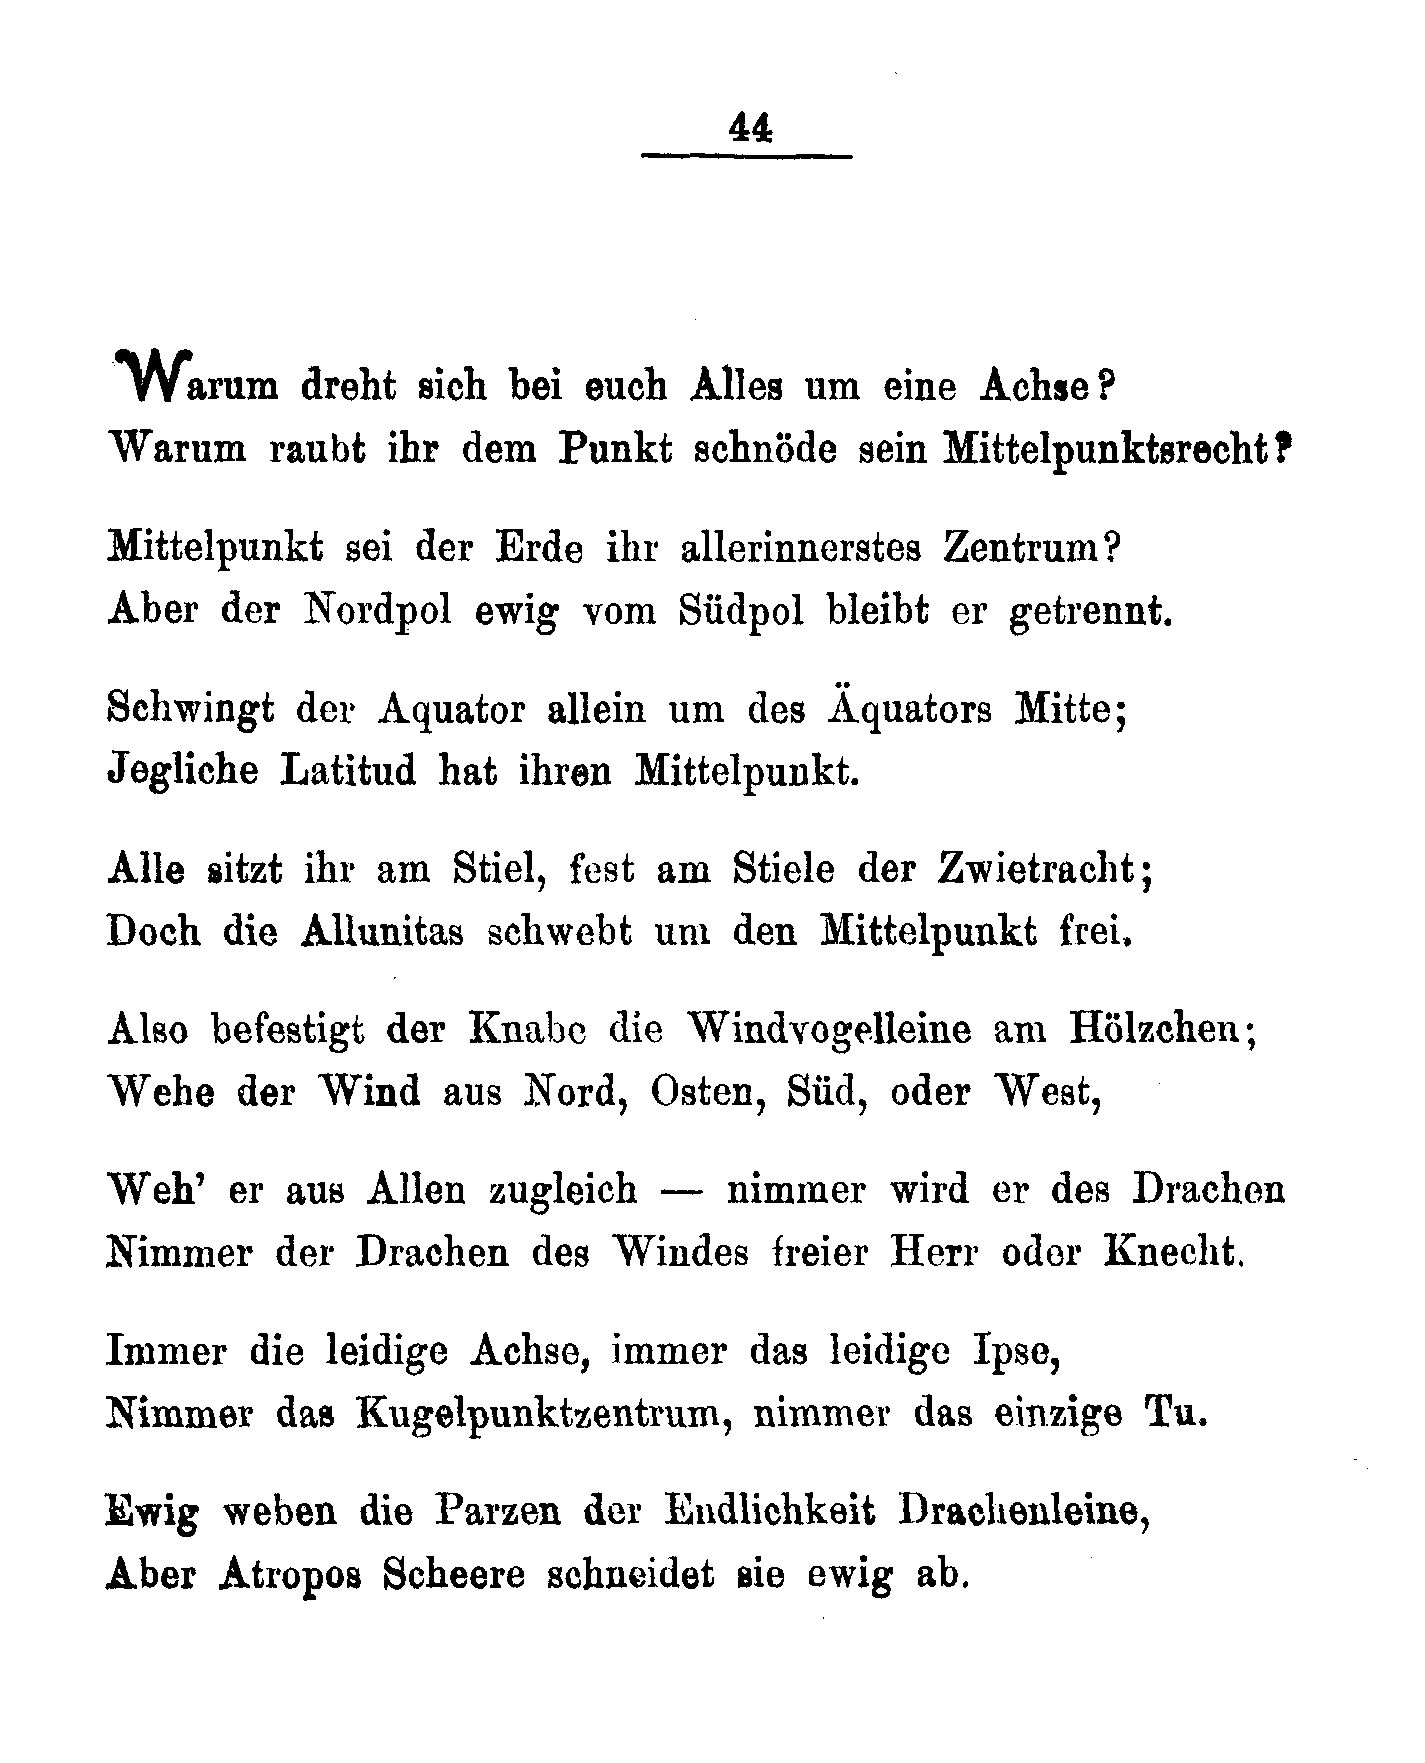 44
Warum dreht sich bei euch Alles um eine Achse?
Warum raubt ihr dem Punkt schnöde sein Mittelpunktsrecht?
Mittelpunkt sei der Erde ihr allerinnerstes Zentrum?
Aber der Nordpol ewig vom Südpol bleibt er getrennt.
Schwingt der Aquator allein um des Äquators Mitte;
Jegliche Latitud hat ihren Mittelpunkt.
Alle sitzt ihr am Stiel, fest am Stiele der Zwietracht;
Doch die Allunitas schwebt um den Mittelpunkt frei.
Also befestigt der Knabe die Windvogelleine am Hölzchen;
Wehe der Wind aus Nord, Osten, Süd, oder West,
Weh' er aus Allen zugleich — nimmer wird er des Drachen
Nimmer der Drachen des Windes freier Herr oder Knecht.
Immer die leidige Achse, immer das leidige Ipse,
Nimmer das Kugelpunktzentrum, nimmer das einzige Tu.
Ewig weben die Parzen der Endlichkeit Drachenleine,
Aber Atropos Scheere schneidet sie ewig ab.